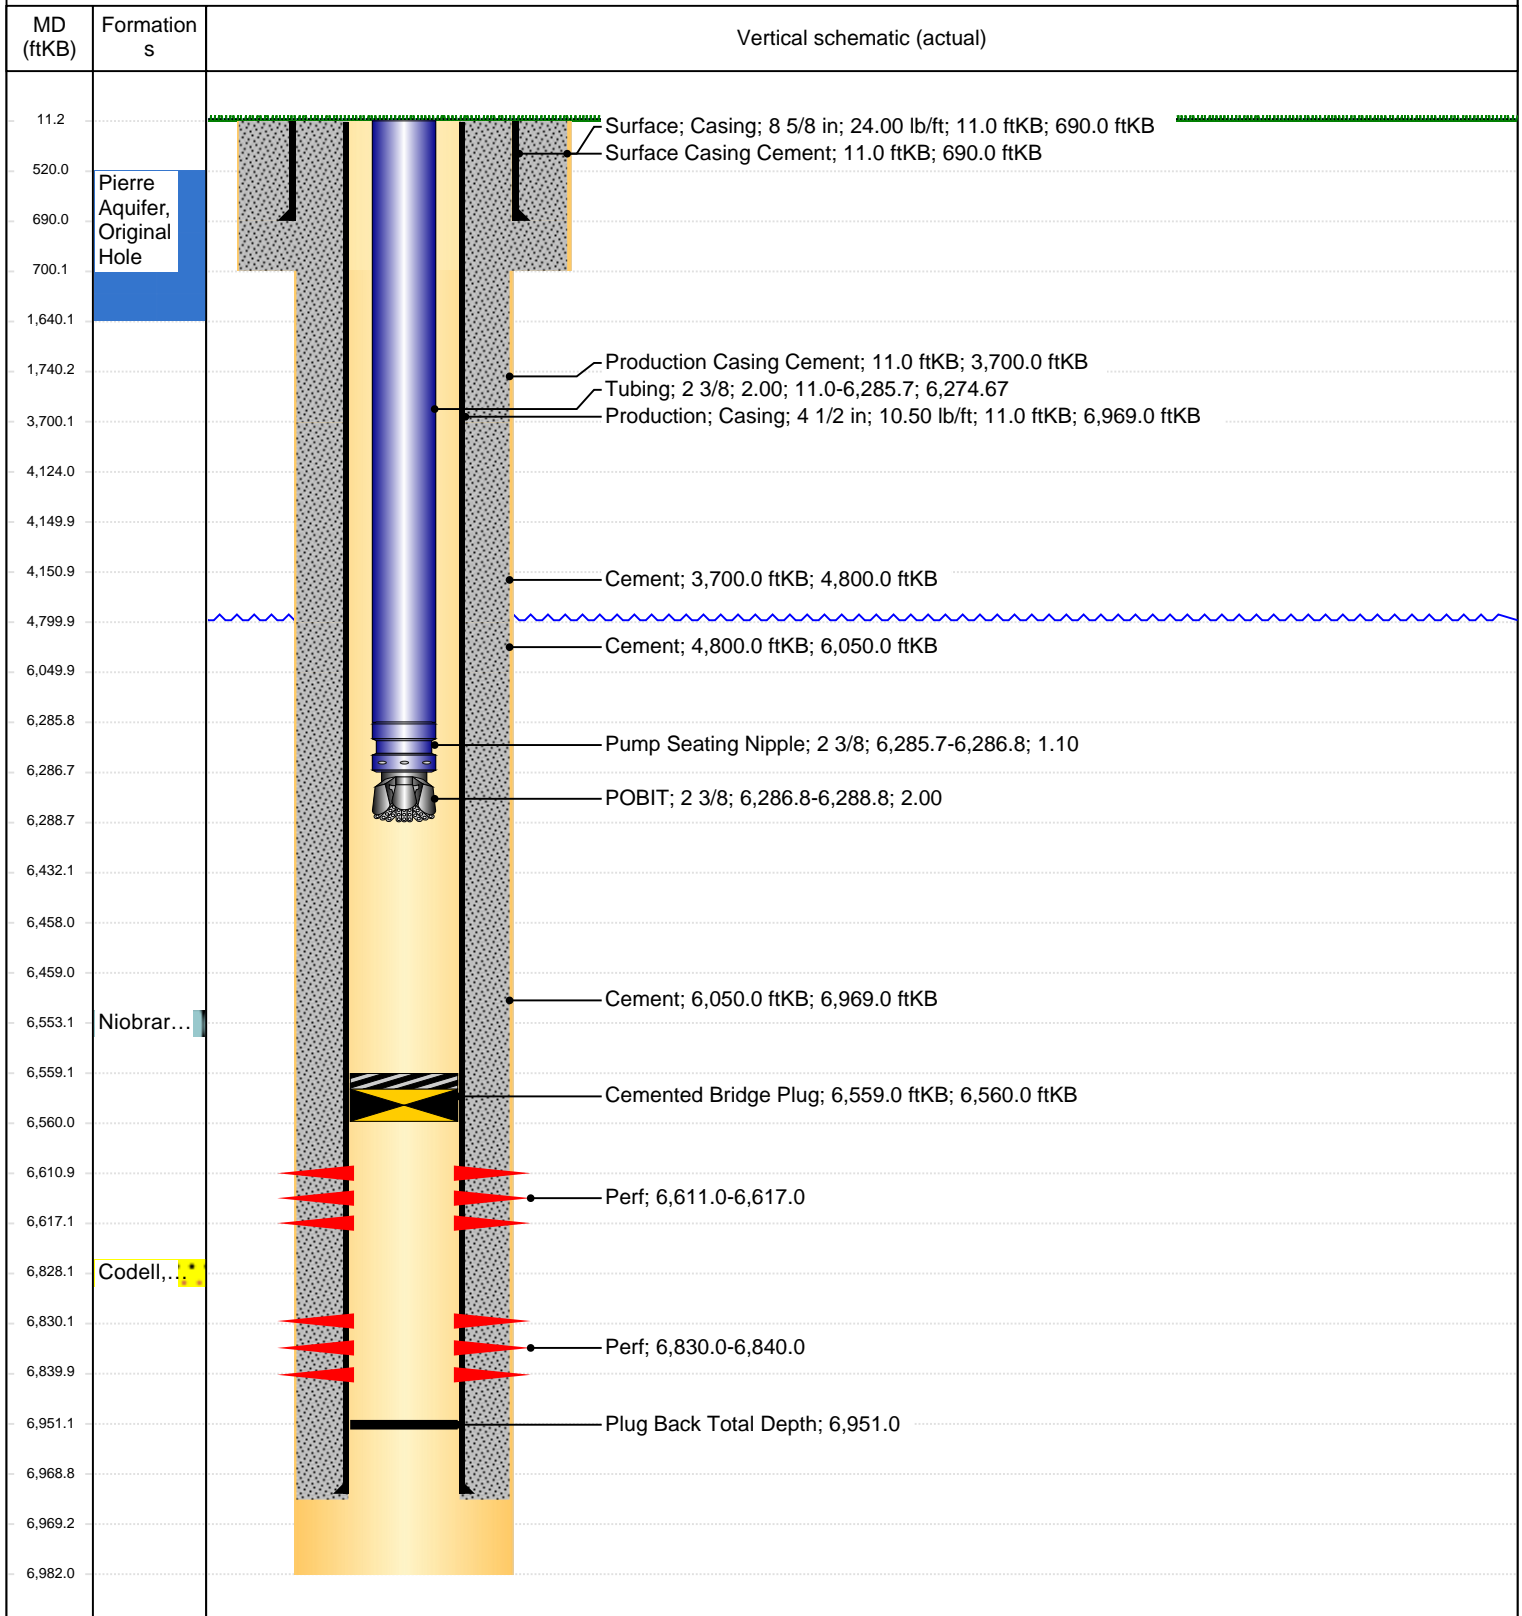 MD
(ftKB)
Formation
s
Vertical schematic (actual)
11.2
520.0
690.0
700.1
1,640.1
1,740.2
3,700.1
4,124.0
4,149.9
4,150.9
4,799.9
6,049.9
6,285.8
6,286.7
6,288.7
6,432.1
6,458.0
6,459.0
6,553.1
6,559.1
6,560.0
6,610.9
6,617.1
6,828.1
6,830.1
6,839.9
6,951.1
6,968.8
6,969.2
6,982.0
Pierre
Aquifer,
Original
Hole
Niobrar…
Codell,…
Surface; Casing; 8 5/8 in; 24.00 lb/ft; 11.0 ftKB; 690.0 ftKB
Surface Casing Cement; 11.0 ftKB; 690.0 ftKB
Production Casing Cement; 11.0 ftKB; 3,700.0 ftKB
Tubing; 2 3/8; 2.00; 11.0-6,285.7; 6,274.67
Production; Casing; 4 1/2 in; 10.50 lb/ft; 11.0 ftKB; 6,969.0 ftKB
Cement; 3,700.0 ftKB; 4,800.0 ftKB
Cement; 4,800.0 ftKB; 6,050.0 ftKB
Pump Seating Nipple; 2 3/8; 6,285.7-6,286.8; 1.10
POBIT; 2 3/8; 6,286.8-6,288.8; 2.00
Cement; 6,050.0 ftKB; 6,969.0 ftKB
Cemented Bridge Plug; 6,559.0 ftKB; 6,560.0 ftKB
Perf; 6,611.0-6,617.0
Perf; 6,830.0-6,840.0
Plug Back Total Depth; 6,951.0